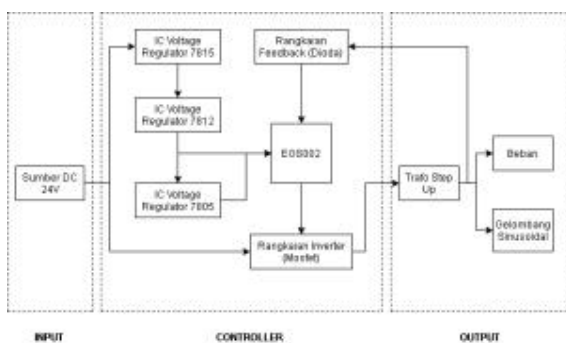 IC Voltage
Regulator 7815
Rangkaian
Feedback (Dioda)
IC Voltage
Regulator 7812
EGS002
Sumber DC
24V
IC Voltage
Regulator 7805
Rangkaian Inverter
(Mosfet)
Trafo Step
Up
Beban
Gelombang
Sinusoidal
INPUT
CONTROLLER
OUTPUT